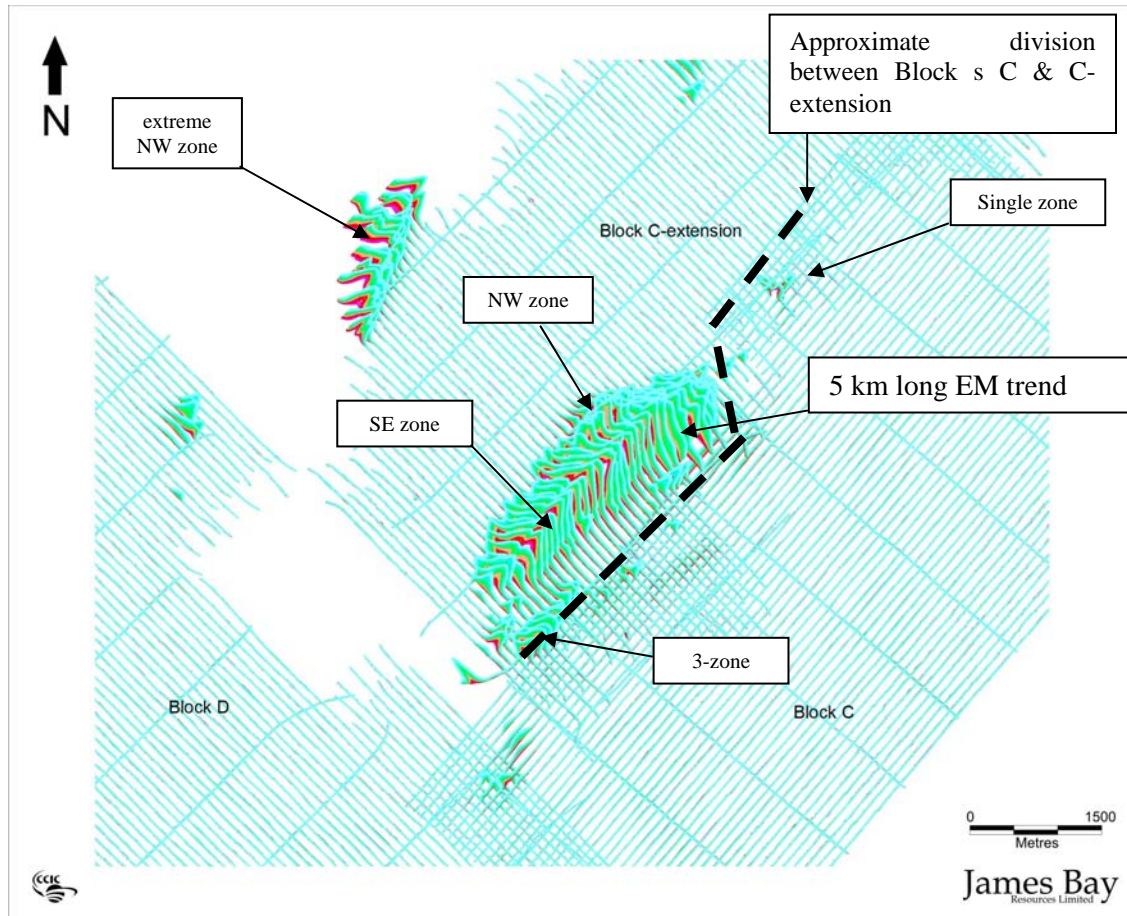 Approximate division
between Block s C & C-
extension
N
extreme
NW zone
Single zone
Block C-extension
NW zone
5 km long EM trend
SE zone
3-zone
Block D
Block C
0 1500
Metres
CCIC
James Bay
Resources Limited